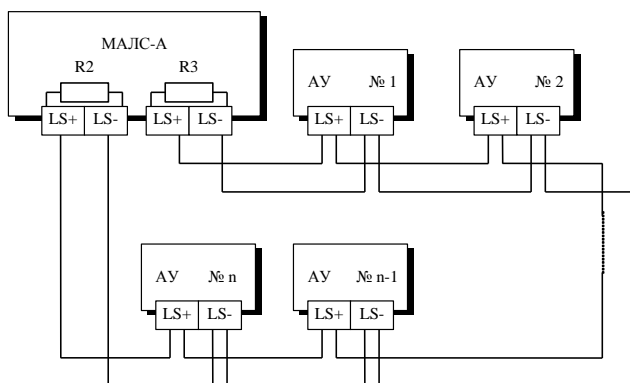 МАЛС-А
R2 R3
LS+ LS- LS+ LS-
АУ № 1
LS+ LS-
АУ № 2
LS+ LS-
АУ № n
LS+ LS-
АУ № n-1
LS+ LS-